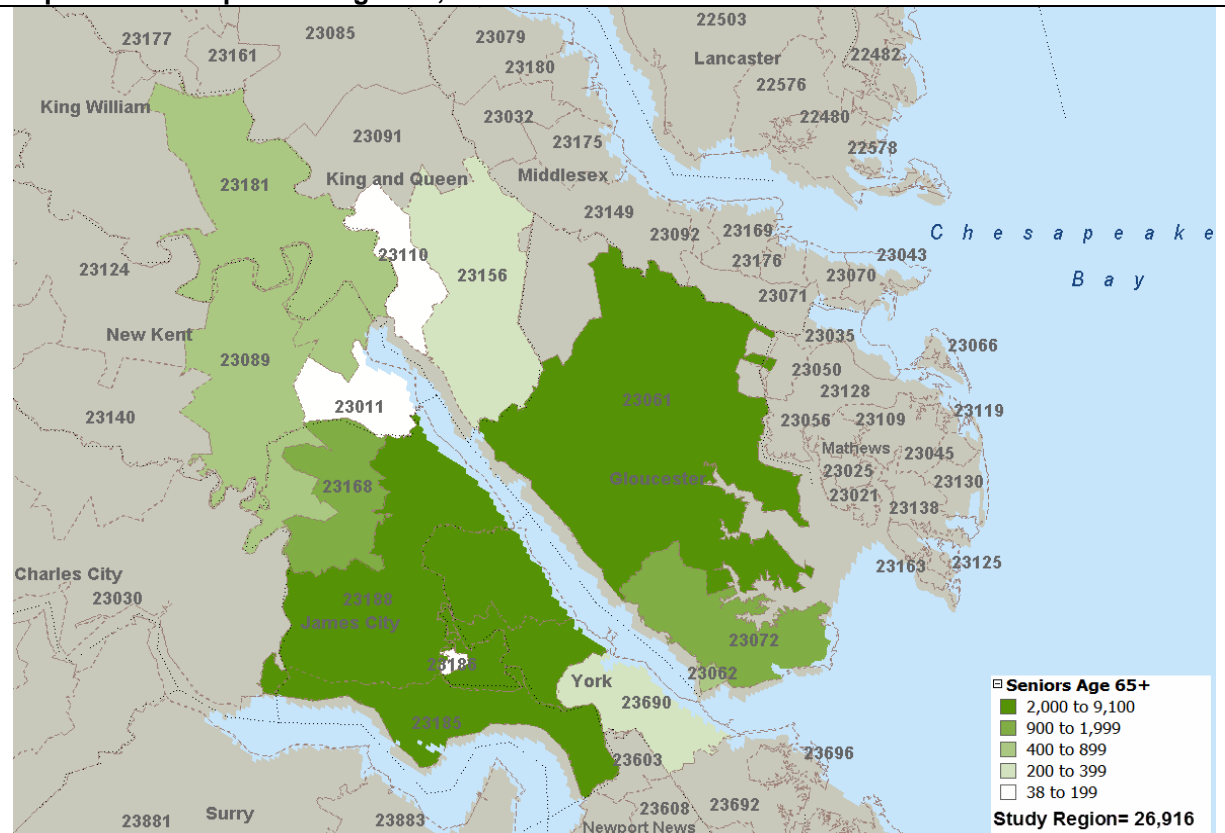 23177
23161
23085
23079
23180
22503
Lancaster
22482
22576
King William
23091
23032
22480
23175
22578
King and Queen
Middlesex
23181
23149
23092
23169
23110
23156
23176
23124
23070
23043
Chesapeake
Bay
23071
New Kent
23035
23066
23089
23050
23128
23011
23061
23140
23056
23109
23119
Mathews
23045
23025
Gloucester
23168
23021
23130
23138
Charles City
23163
23125
23030
23188
James City
23072
23186
23062
York
23690
23185
23603
23696
Surry
23608
23692
23881
23883
Newport News
Seniors Age 65+
2,000 to 9,100
900 to 1,999
400 to 899
200 to 399
38 to 199
Study Region= 26,916